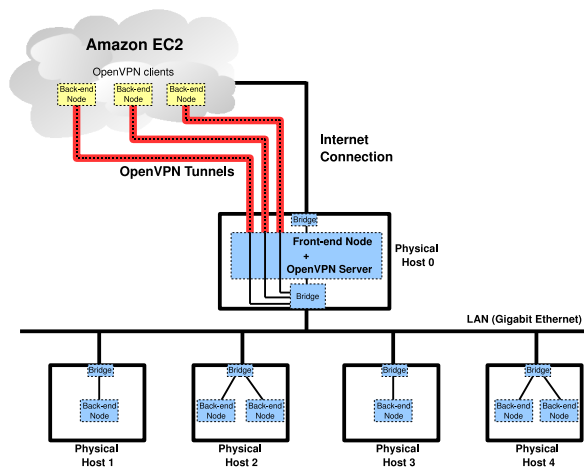 Amazon EC2
OpenVPN clients
Back-end
Node
Back-end
Node
Back-end
Node
Internet
Connection
OpenVPN Tunnels
Bridge
Front-end Node
+
OpenVPN Server
Physical
Host 0
Bridge
LAN (Gigabit Ethernet)
Bridge
Back-end
Node
Physical
Host 1
Bridge
Back-end
Node
Back-end
Node
Physical
Host 2
Bridge
Back-end
Node
Physical
Host 3
Bridge
Back-end
Node
Back-end
Node
Physical
Host 4